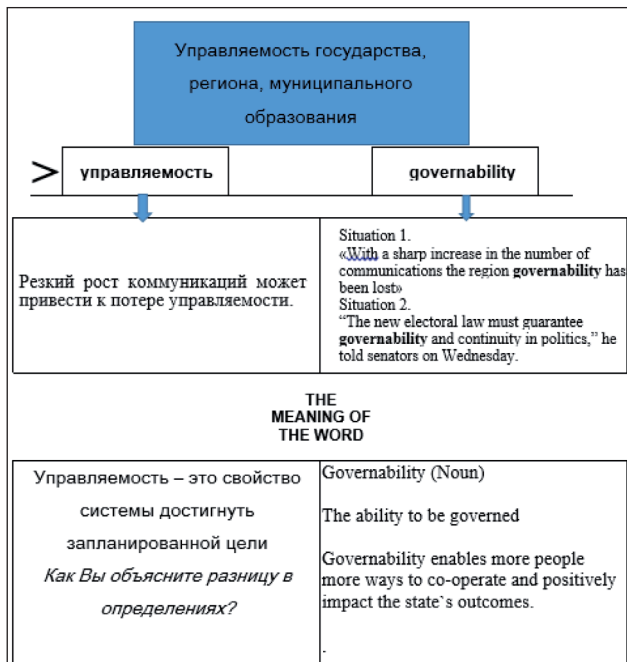 Управляемость государства,
региона, муниципального
образования
> управляемость governability
Резкий рост коммуникаций может
привести к потере управляемости.
Situation 1.
«With a sharp increase in the number of
communications the region governability has
been lost»
Situation 2.
“The new electoral law must guarantee
governability and continuity in politics,” he
told senators on Wednesday.
THE
MEANING OF
THE WORD
Управляемость – это свойство
системы достигнуть
запланированной цели
Как Вы объясните разницу в
определениях?
Governability (Noun)
The ability to be governed
Governability enables more people
more ways to co-operate and positively
impact the state`s outcomes.
.